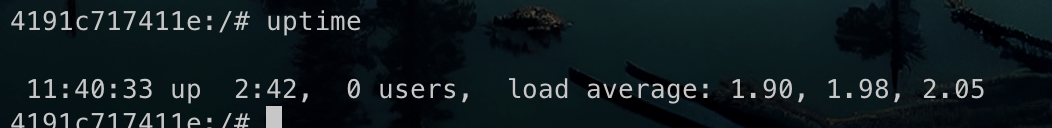 4191c717411e:/# uptime
 11:40:33 up  2:42,  0 users,  load average: 1.90, 1.98, 2.05
4191c717411e:/#